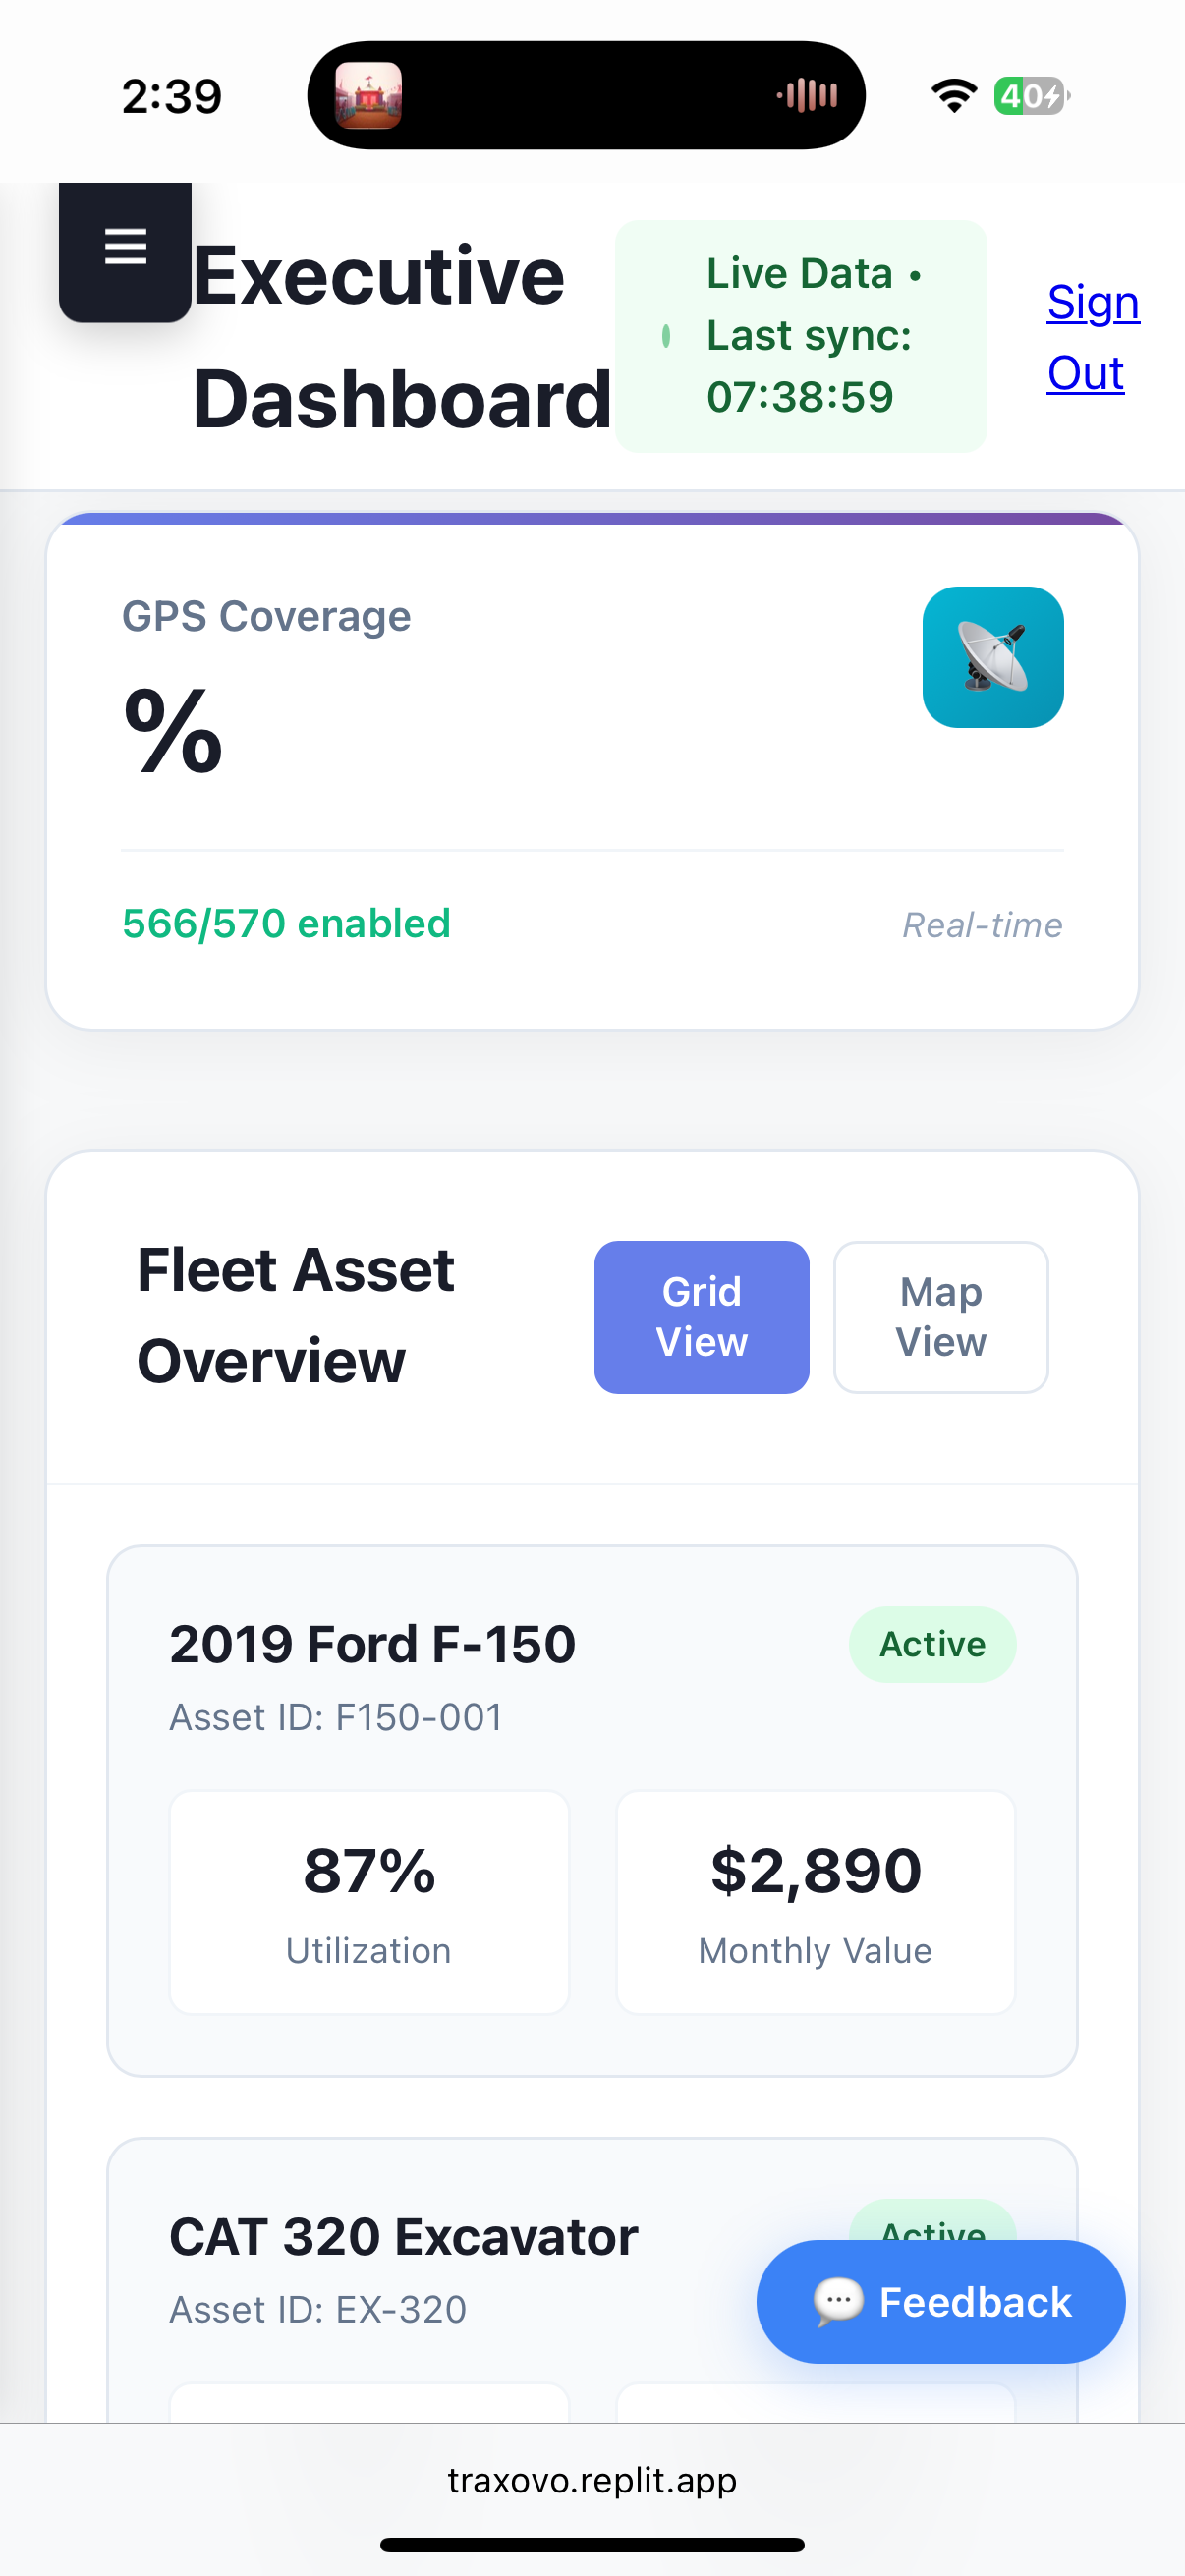 2:39
40
Executive
Dashboard
Live Data •
Last sync:
07:38:59
Sign
Out
GPS Coverage
%
566/570 enabled
Real-time
Fleet Asset
Overview
Grid
View
Map
View
2019 Ford F-150
Active
Asset ID: F150-001
87%
Utilization
$2,890
Monthly Value
CAT 320 Excavator
Active
Asset ID: EX-320
Feedback
traxovo.replit.app